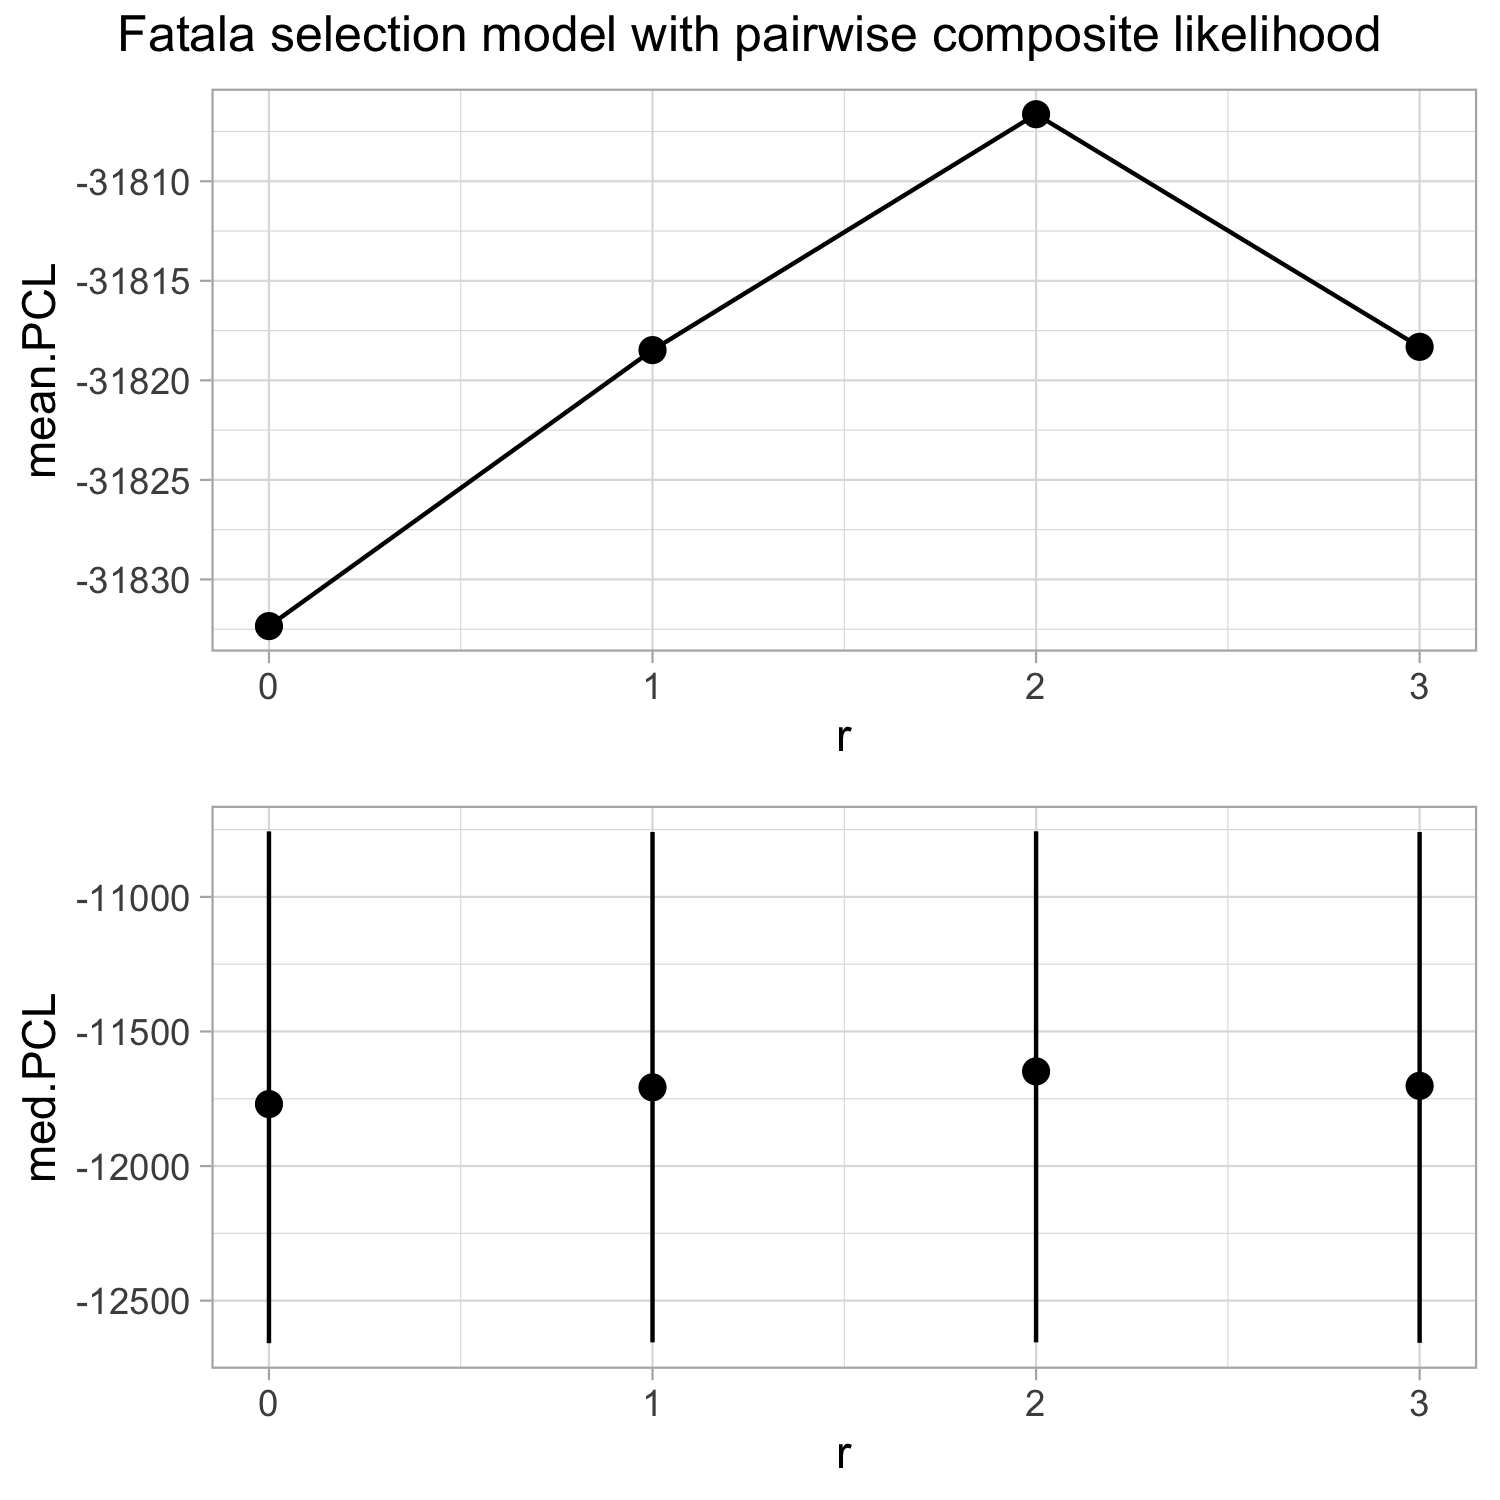 Fatala selection model with pairwise composite likelihood
mean.PCL
-31810
-31815
-31820
-31825
-31830
0 1 2 3
r
med.PCL
-11000
-11500
-12000
-12500
0 1 2 3
r